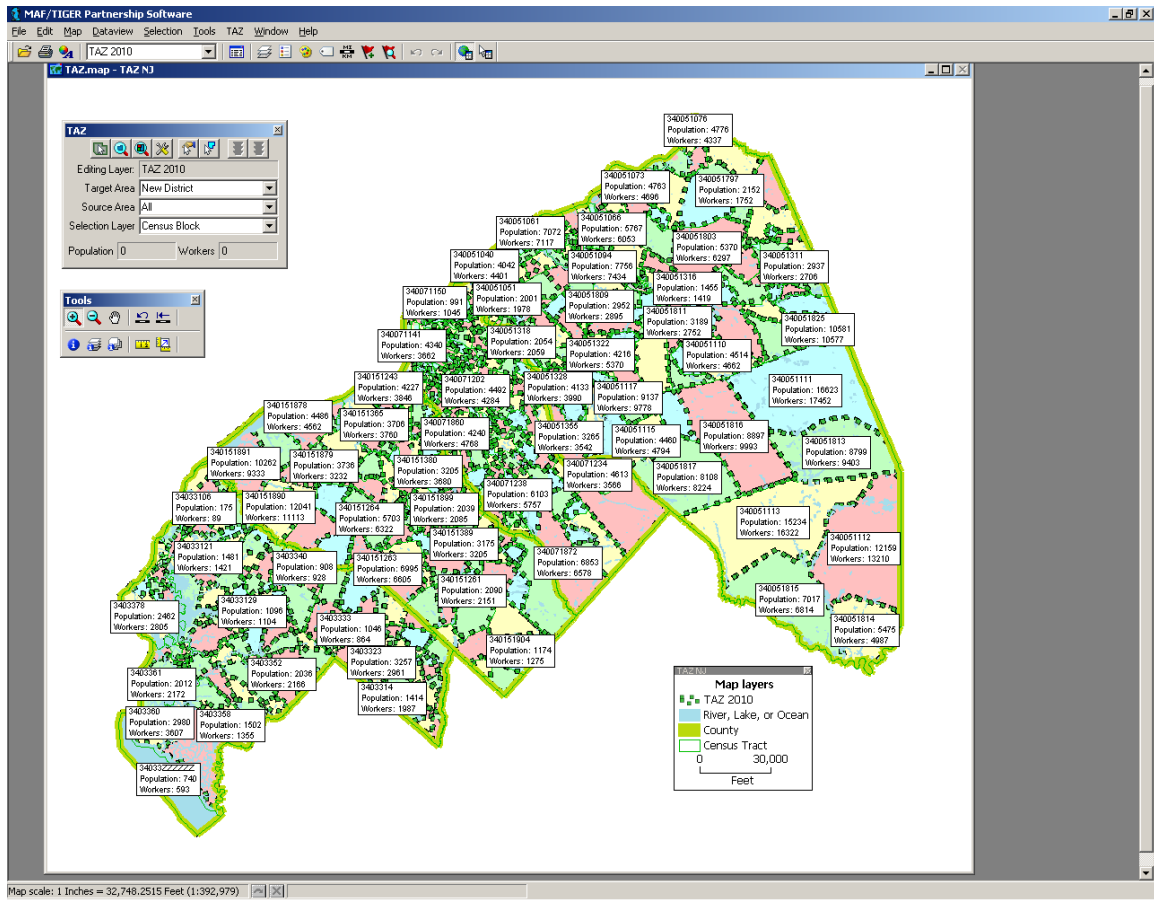 MAF/TIGER Partnership Software
File Edit Map Dataview Selection Tools TAZ Window Help
TAZ 2010
MI
KM
TAZ.map - TAZ NJ
TAZ
Editing Layer: TAZ 2010
Target Area New District
Source Area All
Selection Layer Census Block
Population 0 Workers 0
Tools
340051076
Population: 4776
Workers: 4337
340051073
Population: 4763
Workers: 4696
340051797
Population: 2152
Workers: 1752
340051061
Population: 7072
Workers: 7117
340051066
Population: 5767
Workers: 6053
340051803
Population: 5370
Workers: 6297
340051040
Population: 4042
Workers: 4401
340051094
Population: 7756
Workers: 7434
340051311
Population: 2937
Workers: 2706
340071150
Population: 991
Workers: 1045
340051051
Population: 2001
Workers: 1978
340051809
Population: 2952
Workers: 2895
340051316
Population: 1455
Workers: 1419
340051811
Population: 3189
Workers: 2752
340051825
Population: 10581
Workers: 10577
340071141
Population: 4340
Workers: 3662
340051318
Population: 2054
Workers: 2059
340051322
Population: 4216
Workers: 5370
340051110
Population: 4514
Workers: 4662
340151243
Population: 4227
Workers: 3846
340071202
Population: 4492
Workers: 4284
340051328
Population: 4133
Workers: 3990
340051117
Population: 9137
Workers: 9778
340051111
Population: 16623
Workers: 17452
340151878
Population: 4486
Workers: 4562
340151365
Population: 3706
Workers: 3760
340071860
Population: 4240
Workers: 4768
340051355
Population: 3265
Workers: 3542
340051115
Population: 4460
Workers: 4794
340051816
Population: 8897
Workers: 9993
340051813
Population: 8799
Workers: 9403
340151891
Population: 10262
Workers: 9333
340151879
Population: 3736
Workers: 3232
340151380
Population: 3205
Workers: 3680
340071234
Population: 4613
Workers: 3566
340051817
Population: 8108
Workers: 8224
34033106
Population: 175
Workers: 89
340151890
Population: 12041
Workers: 11113
340151264
Population: 5703
Workers: 6322
340151899
Population: 2039
Workers: 2085
340071238
Population: 6103
Workers: 5757
340051113
Population: 15234
Workers: 16322
34033121
Population: 1481
Workers: 1421
3403340
Population: 908
Workers: 928
340151263
Population: 6995
Workers: 6605
340151389
Population: 3175
Workers: 3205
340071872
Population: 6853
Workers: 6578
340051112
Population: 12159
Workers: 13210
3403378
Population: 2462
Workers: 2805
34033129
Population: 1096
Workers: 1104
340151261
Population: 2090
Workers: 2151
340051815
Population: 7017
Workers: 6814
3403333
Population: 1046
Workers: 864
340051814
Population: 5475
Workers: 4987
3403361
Population: 2012
Workers: 2172
3403352
Population: 2036
Workers: 2166
3403323
Population: 3257
Workers: 2961
340151904
Population: 1174
Workers: 1275
3403314
Population: 1414
Workers: 1987
3403360
Population: 2980
Workers: 3607
3403358
Population: 1502
Workers: 1355
34033ZZZZZZ
Population: 740
Workers: 593
TAZ NJ
Map layers
TAZ 2010
River, Lake, or Ocean
County
Census Tract
0 30,000
Feet
Map scale: 1 Inches = 32,748.2515 Feet (1:392,979)